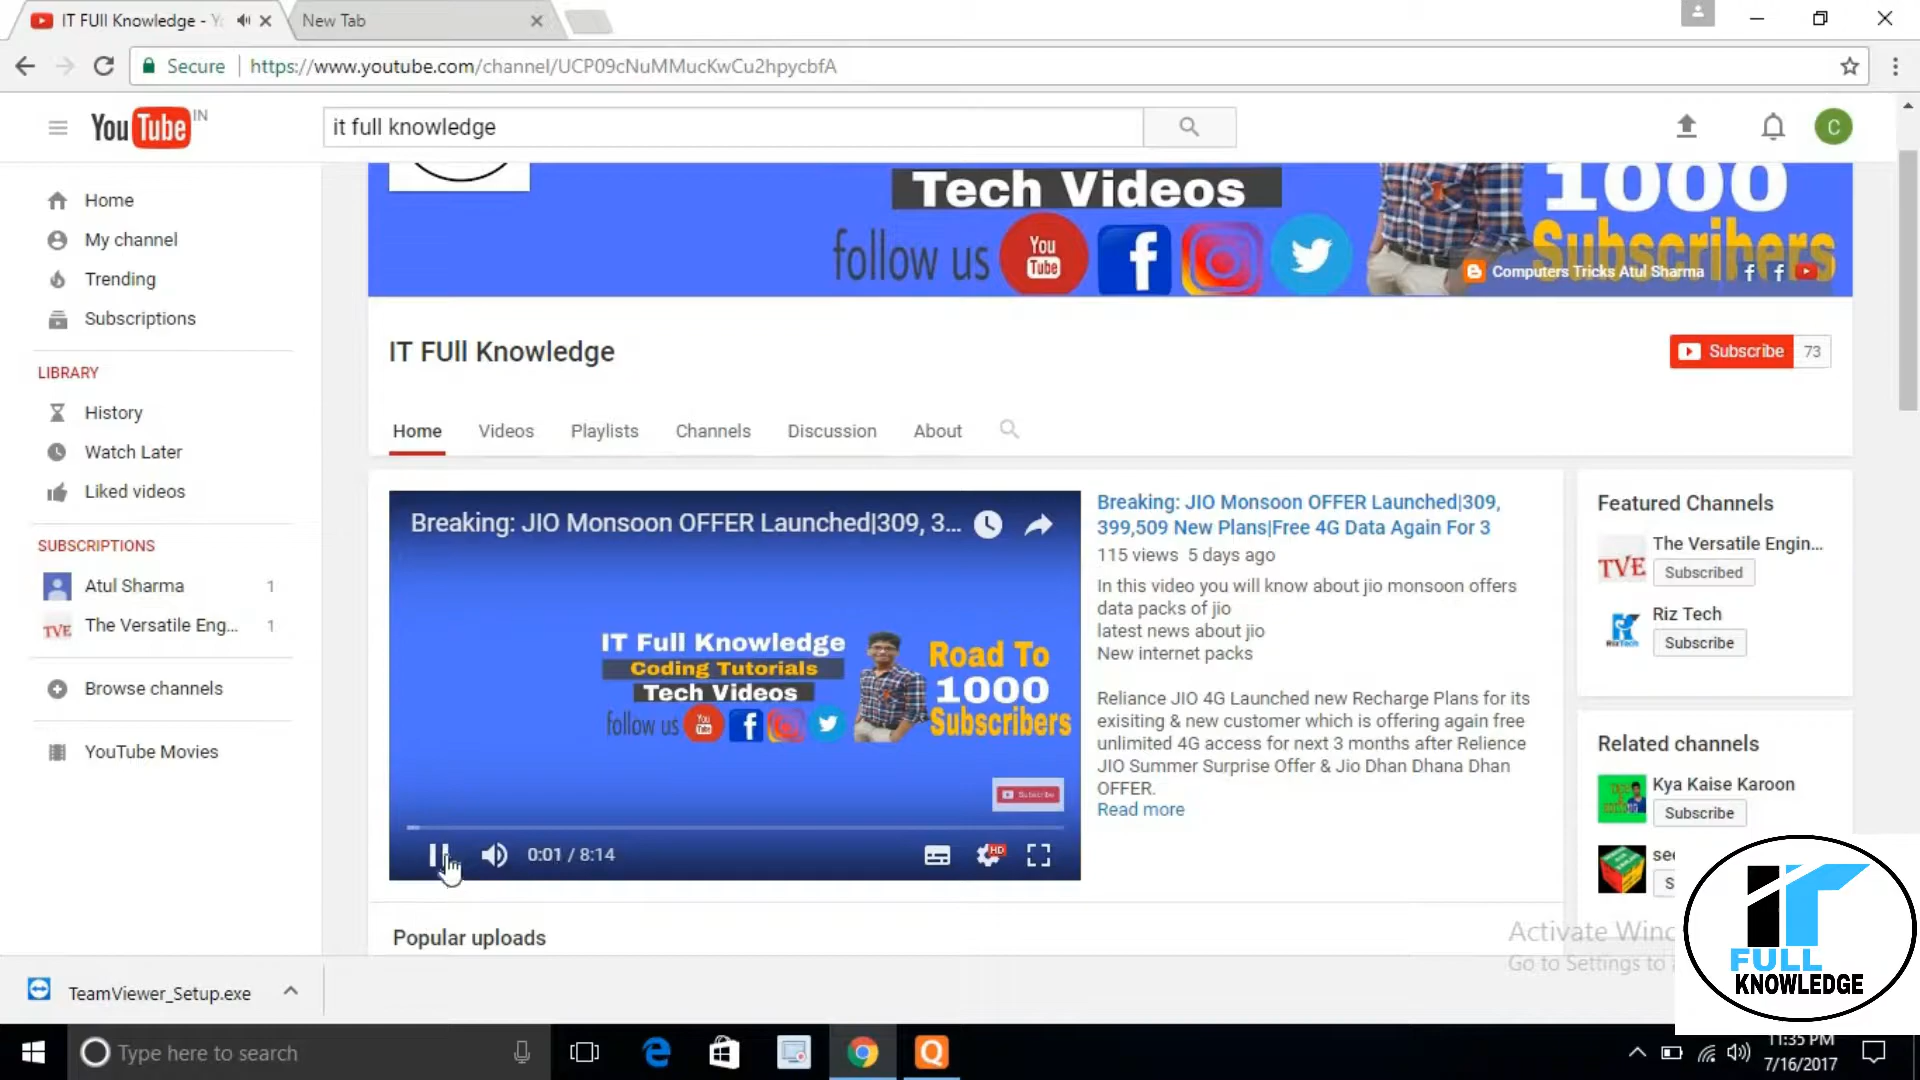 IT FUll Knowledge - Yo
New Tab
Secure
https://www.youtube.com/channel/UCP09cNuMMucKwCu2hpycbfA
YouTube
IN
it full knowledge
C
Home
My channel
Trending
Subscriptions
LIBRARY
History
Watch Later
Liked videos
SUBSCRIPTIONS
Atul Sharma 1
The Versatile Eng... 1
Browse channels
YouTube Movies
Tech Videos
follow us
You
Tube
1000
Subscribers
Computers Tricks Atul Sharma
IT FUll Knowledge
Subscribe 73
Home
Videos
Playlists
Channels
Discussion
About
Breaking: JIO Monsoon OFFER Launched|309, 3...
IT Full Knowledge
Coding Tutorials
Tech Videos
follow us
You
Tube
Road To
1000
Subscribers
Subscribe
0:01 / 8:14
HD
Breaking: JIO Monsoon OFFER Launched|309,
399,509 New Plans|Free 4G Data Again For 3
115 views 5 days ago
In this video you will know about jio monsoon offers
data packs of jio
latest news about jio
New internet packs
Reliance JIO 4G Launched new Recharge Plans for its
exisiting & new customer which is offering again free
unlimited 4G access for next 3 months after Relience
JIO Summer Surprise Offer & Jio Dhan Dhana Dhan
OFFER.
Read more
Featured Channels
TVE
The Versatile Engin...
Subscribed
Riz Tech
Subscribe
Related channels
Kya Kaise Karoon
Subscribe
see
S
Popular uploads
Activate Winc
Go to Settings to
IT
FULL
KNOWLEDGE
TeamViewer_Setup.exe
Type here to search
11:35 PM
7/16/2017